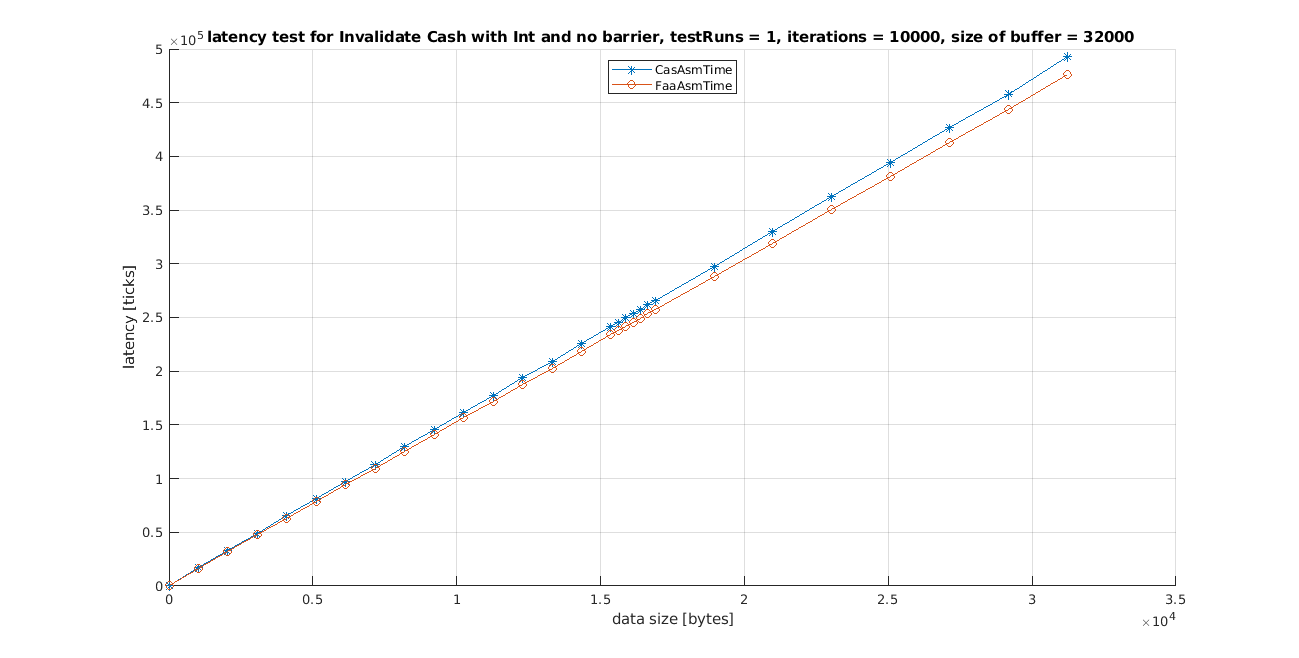 ×10^5 latency test for Invalidate Cash with Int and no barrier, testRuns = 1, iterations = 10000, size of buffer = 32000
CasAsmTime
FaaAsmTime
5
4.5
4
3.5
3
2.5
2
1.5
1
0.5
0
latency [ticks]
0 0.5 1 1.5 2 2.5 3 3.5
data size [bytes]
×10^4